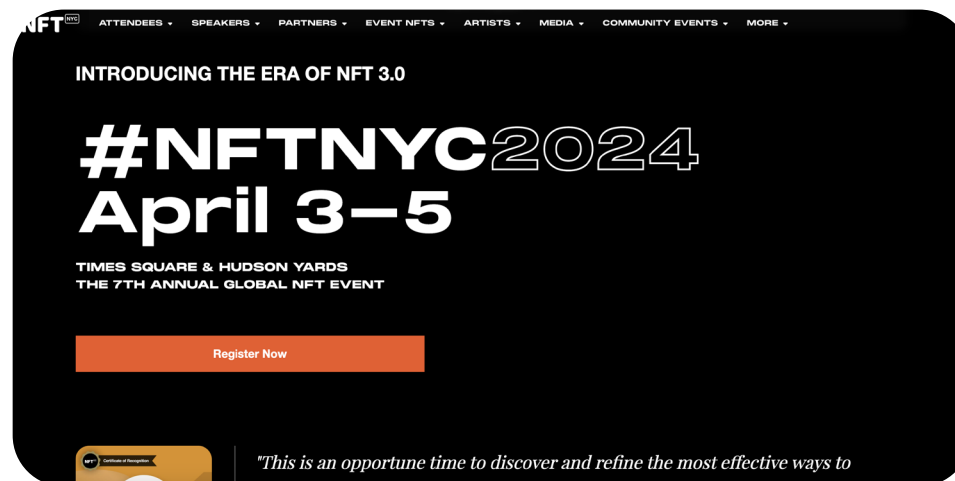 NFT NYC
ATTENDEES SPEAKERS PARTNERS EVENT NFTS ARTISTS MEDIA COMMUNITY EVENTS MORE
INTRODUCING THE ERA OF NFT 3.0
#NFTNYC2024
April 3–5
TIMES SQUARE & HUDSON YARDS
THE 7TH ANNUAL GLOBAL NFT EVENT
Register Now
NFT Certificate of Recognition
"This is an opportune time to discover and refine the most effective ways to